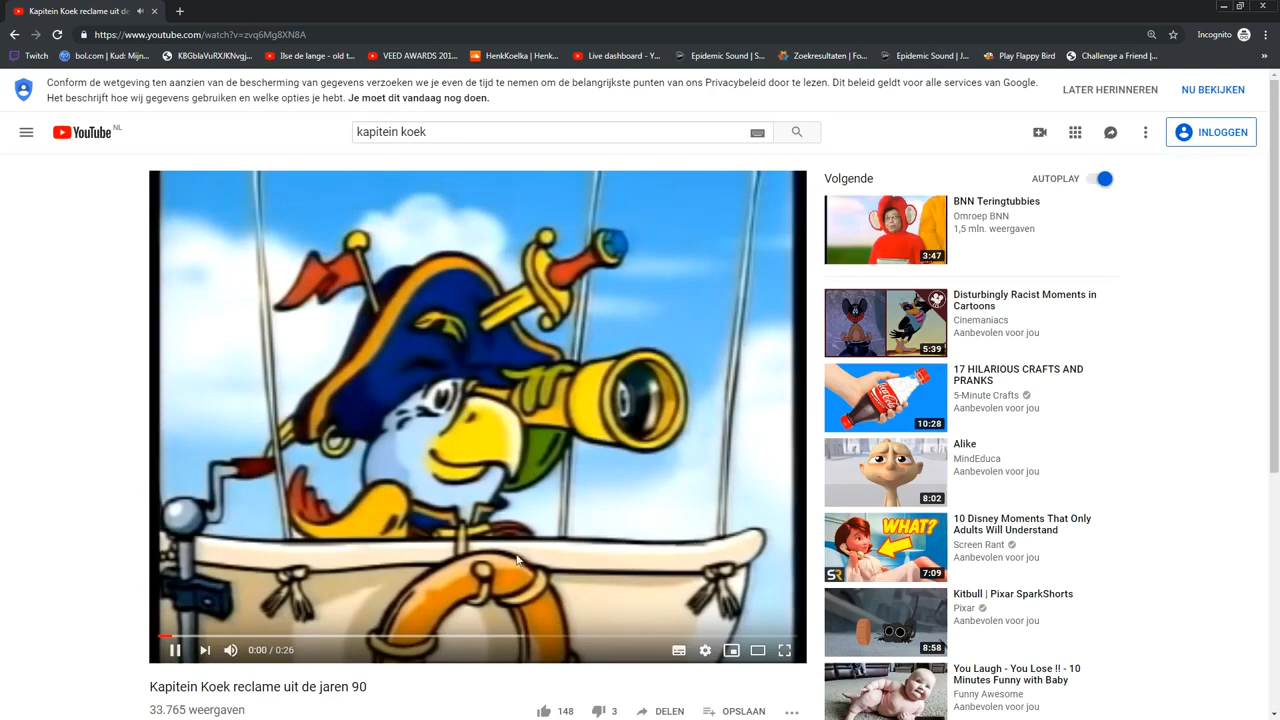 Kapitein Koek reclame uit de
https://www.youtube.com/watch?v=zvq6Mg8XN8A
Incognito
Twitch
bol.com | Kud: Mijn...
Ilse de lange - old t...
VEED AWARDS 201...
HenkKoelka | Henk...
Live dashboard - Y...
Epidemic Sound | S...
Zoekresultaten | Fo...
Epidemic Sound | J...
Play Flappy Bird
Challenge a Friend |...
Conform de wetgeving ten aanzien van de bescherming van gegevens verzoeken we je even de tijd te nemen om de belangrijkste punten van ons Privacybeleid door te lezen. Dit beleid geldt voor alle services van Google.
Het beschrijft hoe wij gegevens gebruiken en welke opties je hebt. Je moet dit vandaag nog doen.
LATER HERINNEREN
NU BEKIJKEN
YouTube NL
kapitein koek
INLOGGEN
0:00 / 0:26
Kapitein Koek reclame uit de jaren 90
33.765 weergaven
148
3
DELEN
OPSLAAN
Volgende
AUTOPLAY
BNN Teringtubbies
Omroep BNN
1,5 mln. weergaven
3:47
Disturbingly Racist Moments in
Cartoons
Cinemaniacs
Aanbevolen voor jou
5:39
17 HILARIOUS CRAFTS AND
PRANKS
5-Minute Crafts
Aanbevolen voor jou
Coca-Cola
10:28
Alike
MindEduca
Aanbevolen voor jou
8:02
10 Disney Moments That Only
Adults Will Understand
Screen Rant
Aanbevolen voor jou
WHAT?
SR
7:09
Kitbull | Pixar SparkShorts
Pixar
Aanbevolen voor jou
8:58
You Laugh - You Lose !! - 10
Minutes Funny with Baby
Funny Awesome
Aanbevolen voor jou